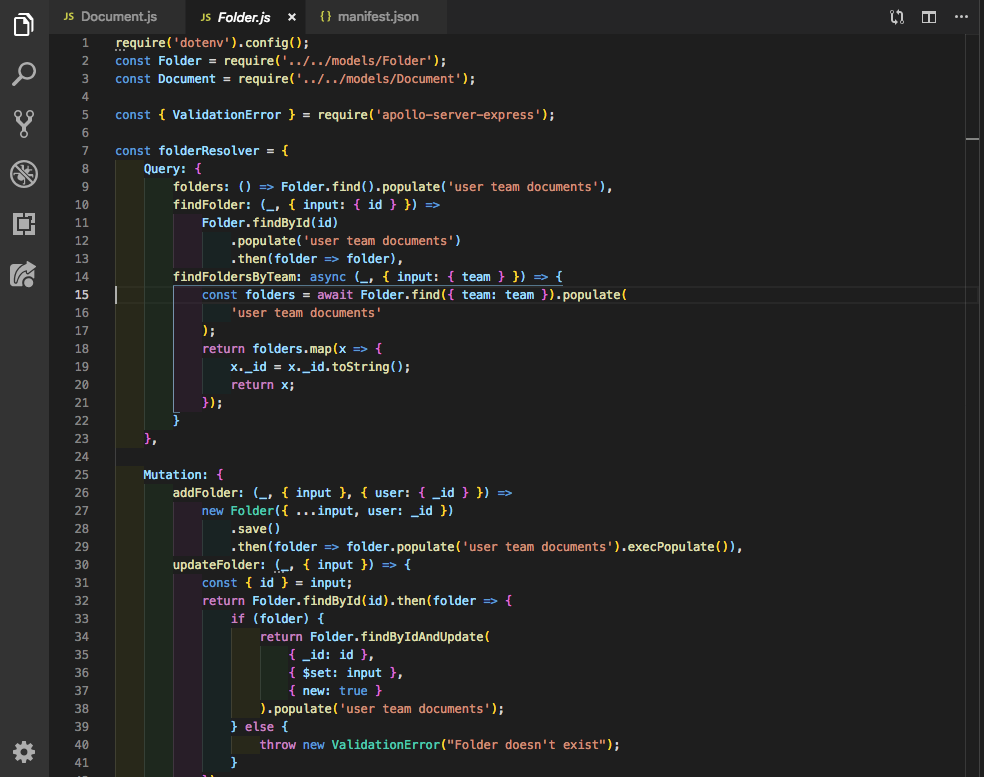 JS Document.js JS Folder.js × {} manifest.json ...
1 require('dotenv').config();
2 const Folder = require('../../models/Folder');
3 const Document = require('../../models/Document');
4
5 const { ValidationError } = require('apollo-server-express');
6
7 const folderResolver = {
8 Query: {
9 folders: () => Folder.find().populate('user team documents'),
10 findFolder: (_, { input: { id } }) =>
11 Folder.findById(id)
12 .populate('user team documents')
13 .then(folder => folder),
14 findFoldersByTeam: async (_, { input: { team } }) => {
15 const folders = await Folder.find({ team: team }).populate(
16 'user team documents'
17 );
18 return folders.map(x => {
19 x._id = x._id.toString();
20 return x;
21 });
22 }
23 },
24
25 Mutation: {
26 addFolder: (_, { input }, { user: { _id } }) =>
27 new Folder({ ...input, user: _id })
28 .save()
29 .then(folder => folder.populate('user team documents').execPopulate()),
30 updateFolder: (_, { input }) => {
31 const { id } = input;
32 return Folder.findById(id).then(folder => {
33 if (folder) {
34 return Folder.findByIdAndUpdate(
35 { _id: id },
36 { $set: input },
37 { new: true }
38 ).populate('user team documents');
39 } else {
40 throw new ValidationError("Folder doesn't exist");
41 }